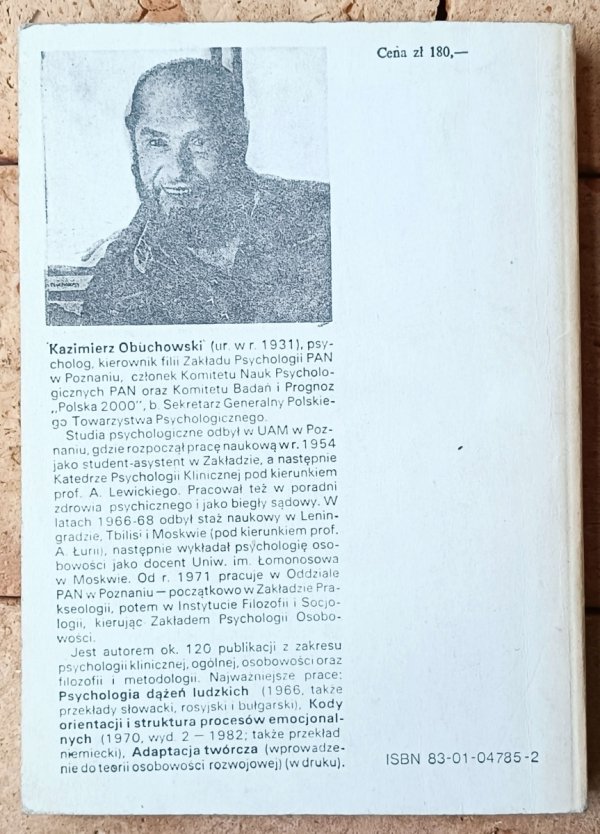 Cena zł 180,—
Kazimierz Obuchowski (ur. w r. 1931), psy-
cholog, kierownik filii Zakładu Psychologii PAN
w Poznaniu, członek Komitetu Nauk Psycholo-
gicznych PAN oraz Komitetu Badań i Prognoz
„Polska 2000”, b. Sekretarz Generalny Polskie-
go Towarzystwa Psychologicznego.
Studia psychologiczne odbył w UAM w Poz-
naniu, gdzie rozpoczął pracę naukową w r. 1954
jako student-asystent w Zakładzie, a następnie
Katedrze Psychologii Klinicznej pod kierunkiem
prof. A. Lewickiego. Pracował też w poradni
zdrowia psychicznego i jako biegły sądowy. W
latach 1966-68 odbył staż naukowy w Lenin-
gradzie, Tbilisi i Moskwie (pod kierunkiem prof.
A. Łurii), następnie wykładał psychologię oso-
bowości jako docent Uniw. im. Łomonosowa
w Moskwie. Od r. 1971 pracuje w Oddziale
PAN w Poznaniu — początkowo w Zakładzie Pra-
kseologii, potem w Instytucie Filozofii i Socjo-
logii, kierując Zakładem Psychologii Osobo-
wości.
Jest autorem ok. 120 publikacji z zakresu
psychologii klinicznej, ogólnej, osobowości oraz
filozofii i metodologii. Najważniejsze prace:
Psychologia dążeń ludzkich (1966, także
przekłady słowacki, rosyjski i bułgarski), Kody
orientacji i struktura procesów emocjonal-
nych (1970, wyd. 2 — 1982; także przekład
niemiecki), Adaptacja twórcza (wprowadze-
nie do teorii osobowości rozwojowej) (w druku).
ISBN 83-01-04785-2